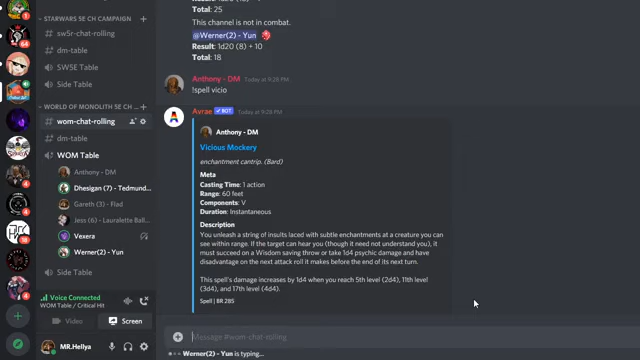 STARWARS 5E CH CAMPAIGN
sw5r-chat-rolling
dm-table
SW5E Table
Side Table
WORLD OF MONOLITH 5E CH...
wom-chat-rolling
dm-table
WOM Table
Anthony - DM
Dhesigan (7) - Tedmund...
Gareth (3) - Flad
Jess (6) - Lauralette Ball...
Vexera
Werner(2) - Yun
Side Table
Voice Connected
WOM Table / Critical Hit
Video
Screen
MR.Hellya
Total: 25
This channel is not in combat.
@Werner(2) - Yun
Result: 1d20 (8) + 10
Total: 18
Anthony - DM Today at 9:28 PM
!spell vicio
Avrae BOT Today at 9:28 PM
Anthony - DM
Vicious Mockery
enchantment cantrip. (Bard)
Meta
Casting Time: 1 action
Range: 60 feet
Components: V
Duration: Instantaneous
Description
You unleash a string of insults laced with subtle enchantments at a creature you can
see within range. If the target can hear you (though it need not understand you), it
must succeed on a Wisdom saving throw or take 1d4 psychic damage and have
disadvantage on the next attack roll it makes before the end of its next turn.
This spell's damage increases by 1d4 when you reach 5th level (2d4), 11th level
(3d4), and 17th level (4d4).
Spell | BR 285
Message #wom-chat-rolling
Werner(2) - Yun is typing...